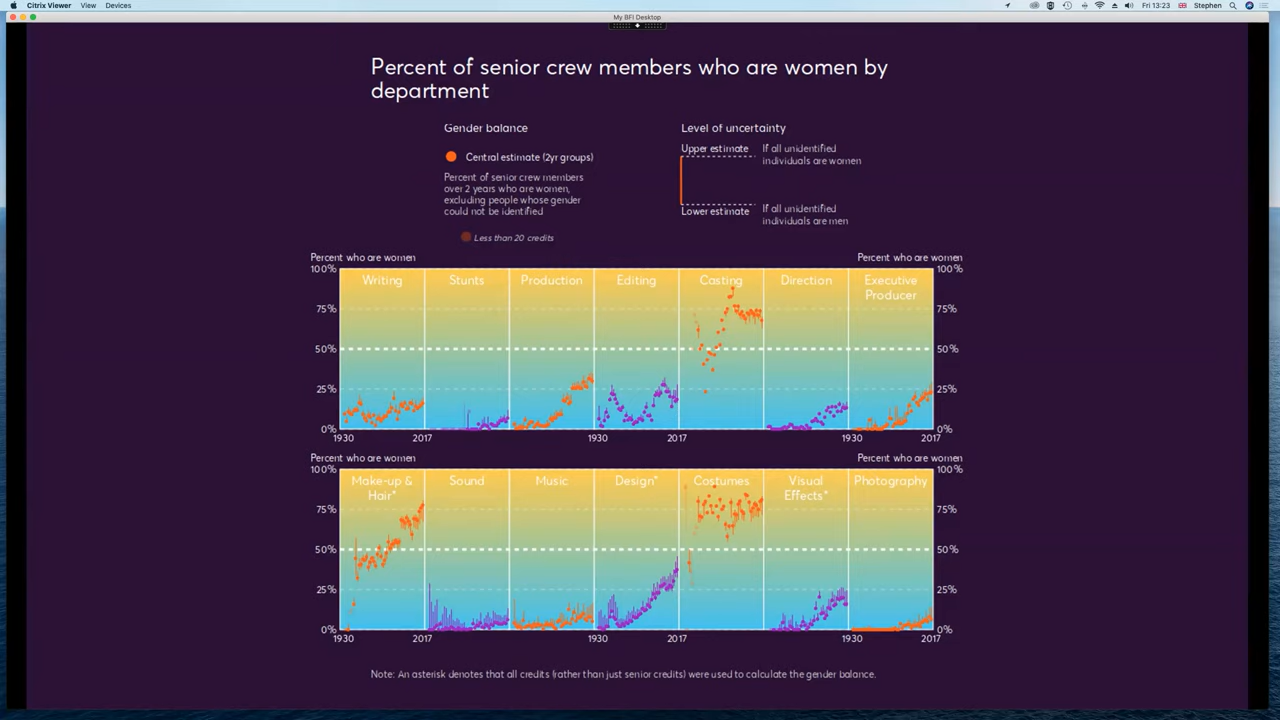 Citrix Viewer View Devices
Fri 13:23 Stephen
My BFI Desktop
Percent of senior crew members who are women by
department
Gender balance
Central estimate (2yr groups)
Percent of senior crew members
over 2 years who are women,
excluding people whose gender
could not be identified
Less than 20 credits
Level of uncertainty
Upper estimate
If all unidentified
individuals are women
Lower estimate
If all unidentified
individuals are men
Percent who are women Percent who are women
100% 100%
Writing Stunts Production Editing Casting Direction Executive
Producer
75% 75%
50% 50%
25% 25%
0% 0%
1930 2017 1930 2017 1930 2017
Percent who are women Percent who are women
100% 100%
Make-up & Sound Music Design* Costumes Visual Photography
Hair* Effects*
75% 75%
50% 50%
25% 25%
0% 0%
1930 2017 1930 2017 1930 2017
Note: An asterisk denotes that all credits (rather than just senior credits) were used to calculate the gender balance.